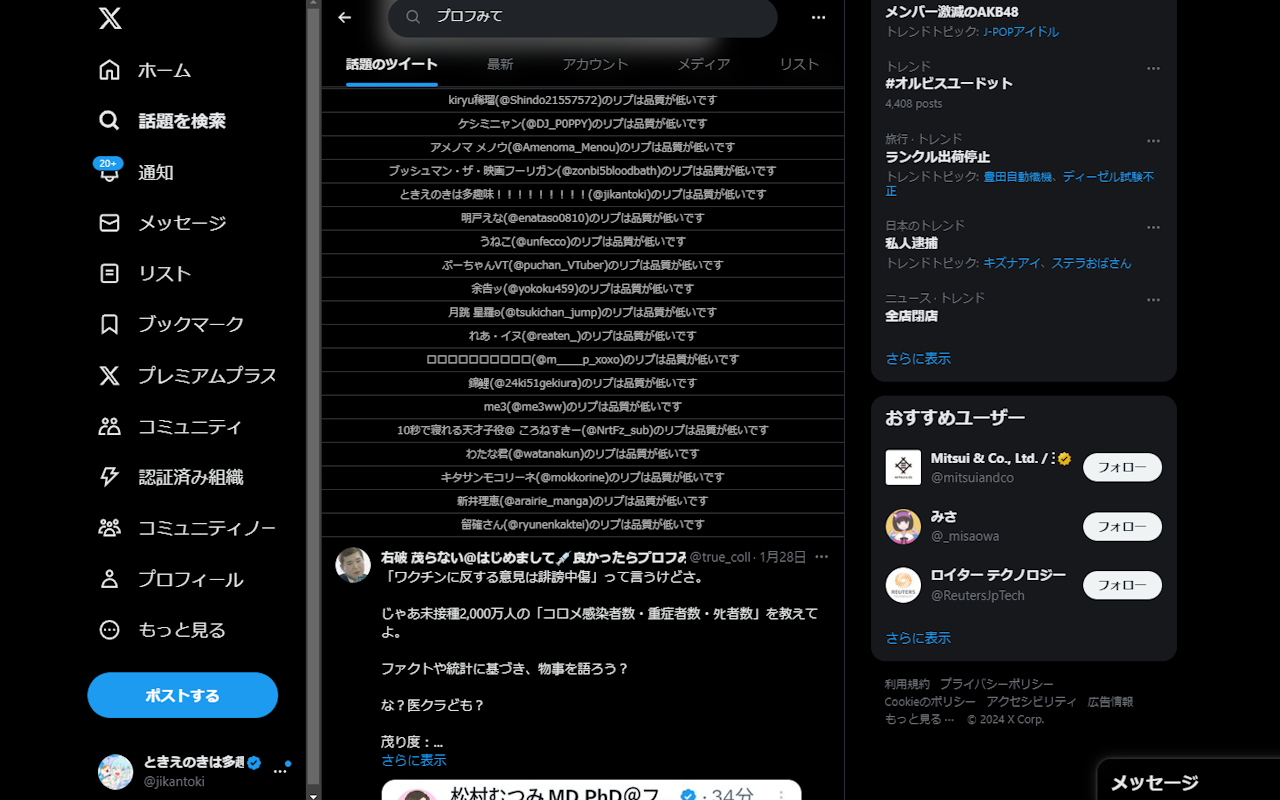 プロフみて
ホーム
話題を検索
20+
通知
メッセージ
リスト
ブックマーク
プレミアムプラス
コミュニティ
認証済み組織
コミュニティノー
プロフィール
もっと見る
ポストする
ときえのきは多趣
@jikantoki
話題のツイート
最新
アカウント
メディア
リスト
kiryu稀瑠(@Shindo21557572)のリプは品質が低いです
ケシミニャン(@DJ_P0PPY)のリプは品質が低いです
アメノマ メノウ(@Amenoma_Menou)のリプは品質が低いです
ブッシュマン・ザ・映画フーリガン(@zonbi5bloodbath)のリプは品質が低いです
ときえのきは多趣味！！！！！！！！！(@jikantoki)のリプは品質が低いです
明戸えな(@enataso0810)のリプは品質が低いです
うねこ(@unfecco)のリプは品質が低いです
ぷーちゃんVT(@puchan_VTuber)のリプは品質が低いです
余告ッ(@yokoku459)のリプは品質が低いです
月跳 星羅ʚ(@tsukichan_jump)のリプは品質が低いです
れあ・イヌ(@reaten_)のリプは品質が低いです
(@m____p_xoxo)のリプは品質が低いです
錦鯉(@24ki51gekiura)のリプは品質が低いです
me3(@me3ww)のリプは品質が低いです
10秒で寝れる天才子役@ ころねすきー(@NrtFz_sub)のリプは品質が低いです
わたな君(@watanakun)のリプは品質が低いです
キタサンモコリーネ(@mokkorine)のリプは品質が低いです
新井理恵(@arairie_manga)のリプは品質が低いです
留確さん(@ryunenkaktei)のリプは品質が低いです
右破 茂らない@はじめまして💉良かったらプロフみ @true_coll · 1月28日
「ワクチンに反する意見は誹謗中傷」って言うけどさ。
じゃあ未接種2,000万人の「コロメ感染者数・重症者数・ﾀﾋ者数」を教えて
よ。
ファクトや統計に基づき、物事を語ろう？
な？医クラども？
茂り度：...
さらに表示
松村むつみ MD PhD@フ · 34分
メンバー激減のAKB48
トレンドトピック: J-POPアイドル
トレンド
#オルビスユードット
4,408 posts
旅行 · トレンド
ランクル出荷停止
トレンドトピック: 豊田自動織機、ディーゼル試験不
正
日本のトレンド
私人逮捕
トレンドトピック: キズナアイ、ステラおばさん
ニュース · トレンド
全店閉店
さらに表示
おすすめユーザー
Mitsui & Co., Ltd. /
@mitsuiandco
フォロー
みさ
@_misaowa
フォロー
ロイター テクノロジー
@ReutersJpTech
フォロー
さらに表示
利用規約 プライバシーポリシー
Cookieのポリシー アクセシビリティ 広告情報
もっと見る ··· © 2024 X Corp.
メッセージ